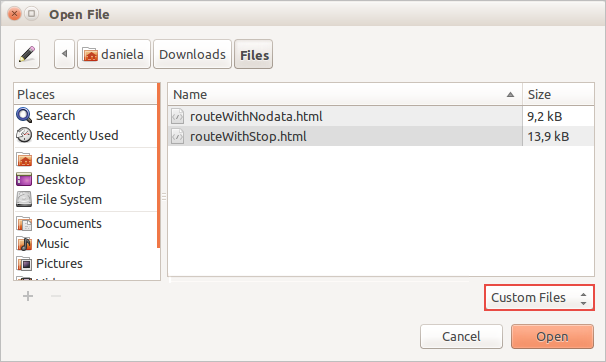 Open File
daniela Downloads Files
Places
Search
Recently Used
daniela
Desktop
File System
Documents
Music
Pictures
Name Size
routeWithNodata.html 9,2 kB
routeWithStop.html 13,9 kB
Custom Files
Cancel Open